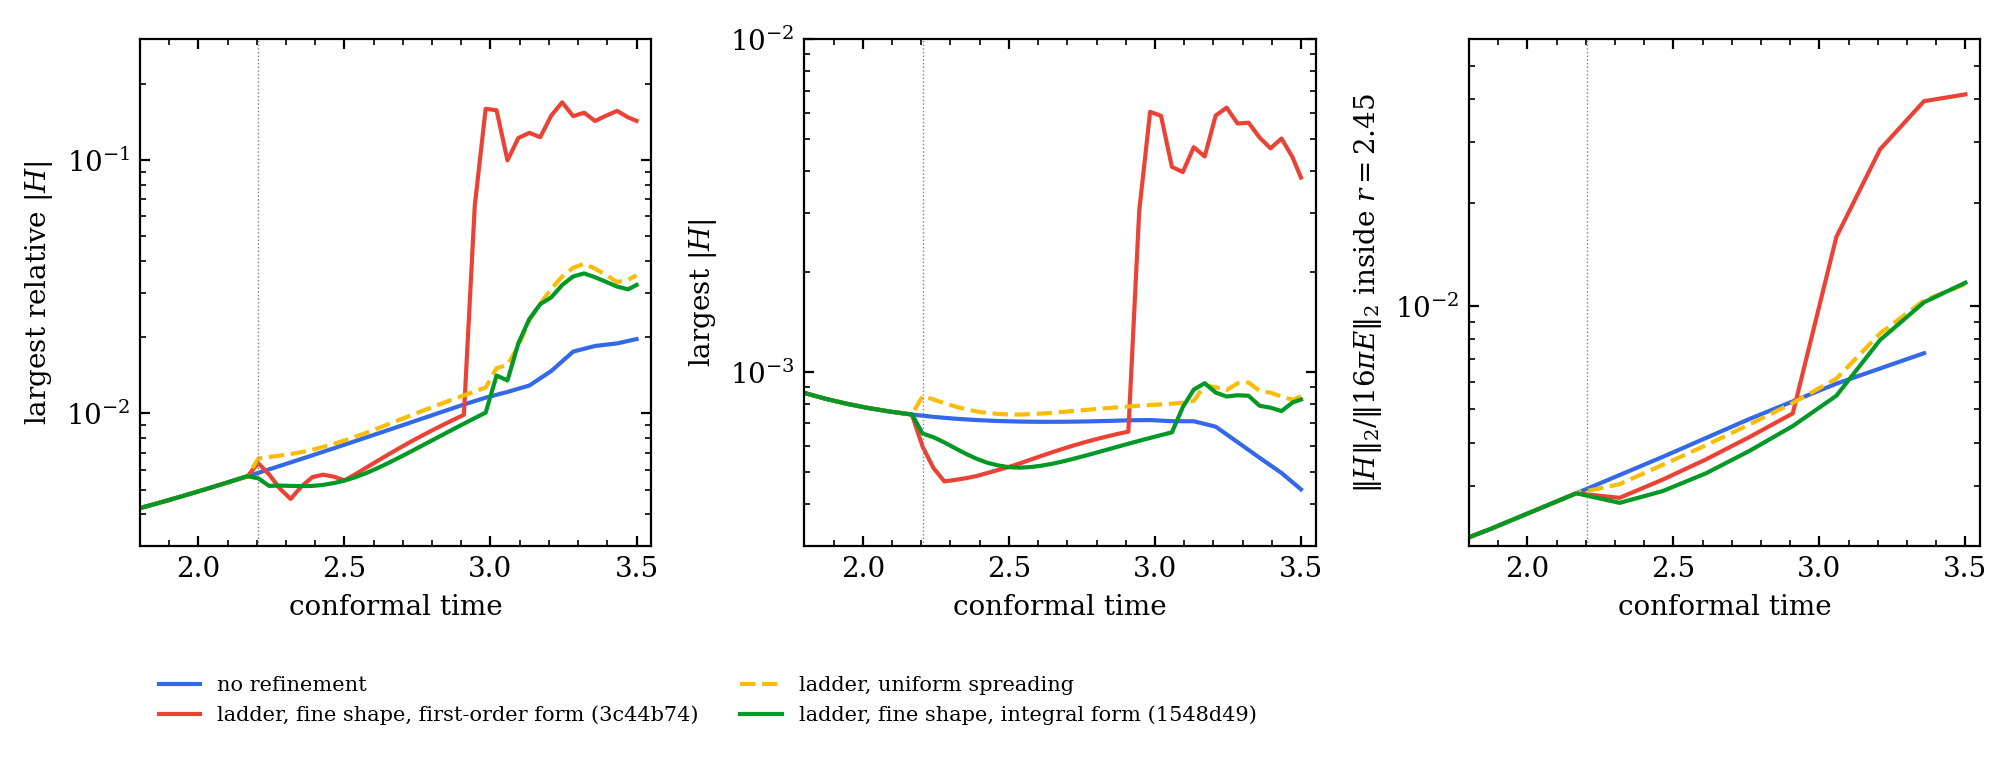 largest relative |H|
10⁻¹
10⁻²
2.0 2.5 3.0 3.5
conformal time
largest |H|
10⁻²
10⁻³
2.0 2.5 3.0 3.5
conformal time
‖H‖₂/‖16πE‖₂ inside r = 2.45
10⁻²
2.0 2.5 3.0 3.5
conformal time
no refinement
ladder, fine shape, first-order form (3c44b74)
ladder, uniform spreading
ladder, fine shape, integral form (1548d49)